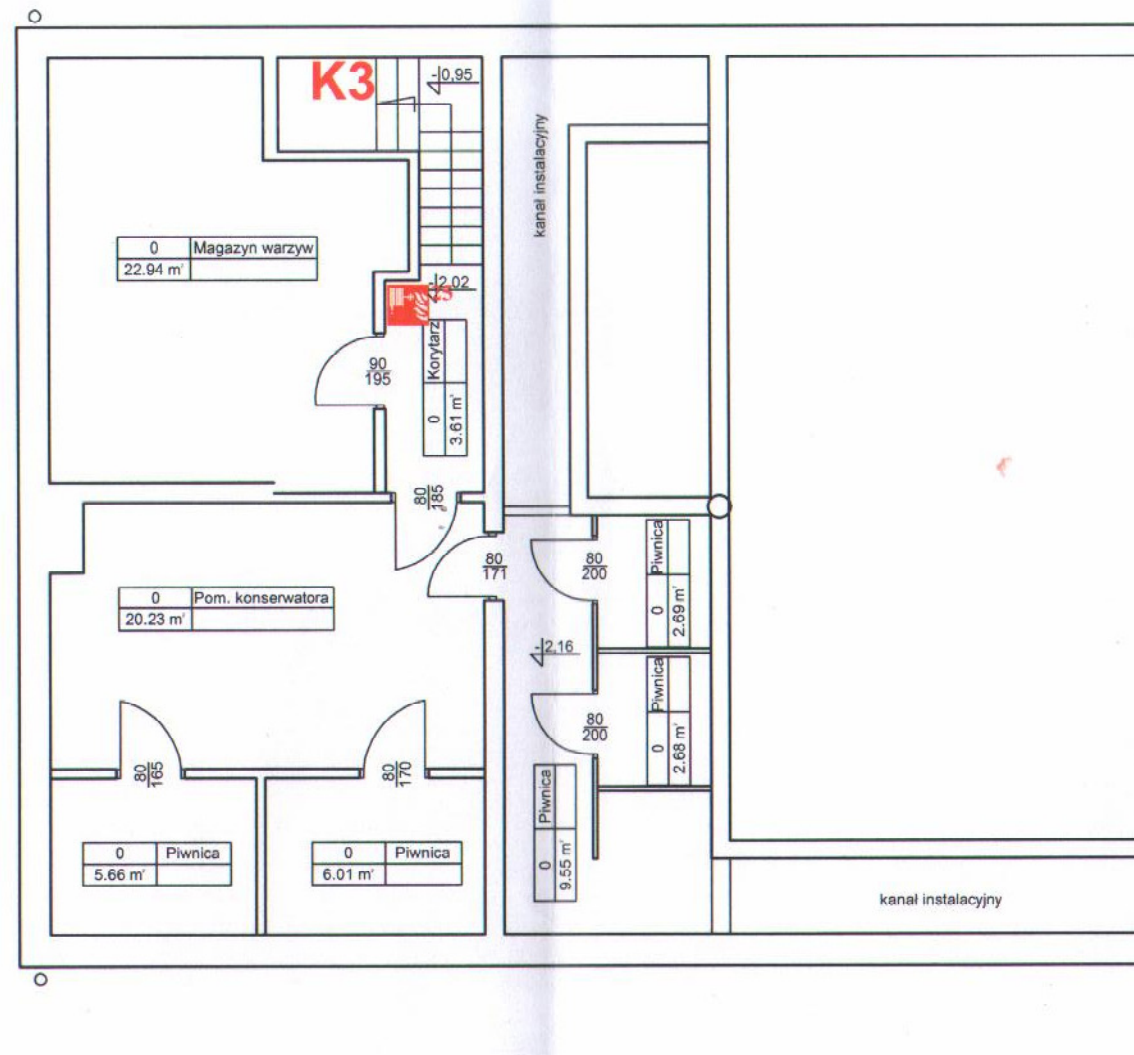 K3
-0,95
kanał instalacyjny
0 Magazyn warzyw
22.94 m²
-2.02
Korytarz
0 3.61 m²
90
195
80
185
80
171
80
200
Piwnica
0 2.69 m²
0 Pom. konserwatora
20.23 m²
-2.16
80
200
Piwnica
0 2.68 m²
80
165
80
170
Piwnica
0 9.55 m²
0 Piwnica
5.66 m²
0 Piwnica
6.01 m²
kanał instalacyjny